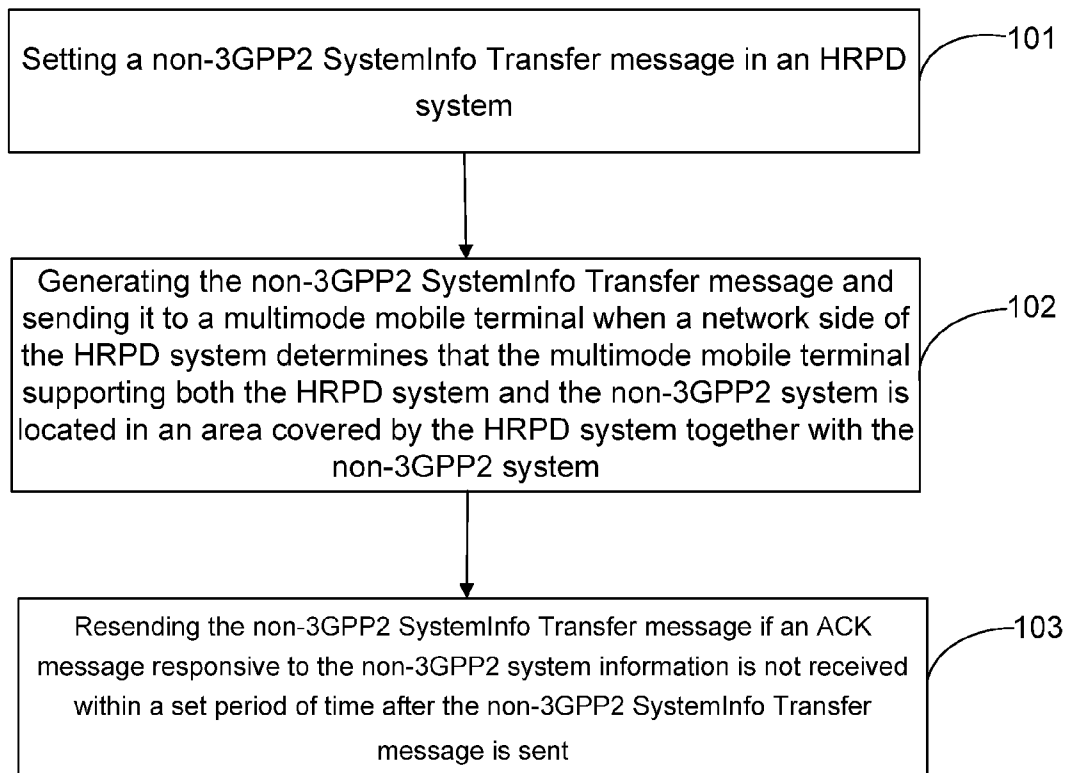 Setting a non-3GPP2 SystemInfo Transfer message in an HRPD
system
101
Generating the non-3GPP2 SystemInfo Transfer message and
sending it to a multimode mobile terminal when a network side of
the HRPD system determines that the multimode mobile terminal
supporting both the HRPD system and the non-3GPP2 system is
located in an area covered by the HRPD system together with the
non-3GPP2 system
102
Resending the non-3GPP2 SystemInfo Transfer message if an ACK
message responsive to the non-3GPP2 system information is not received
within a set period of time after the non-3GPP2 SystemInfo Transfer
message is sent
103